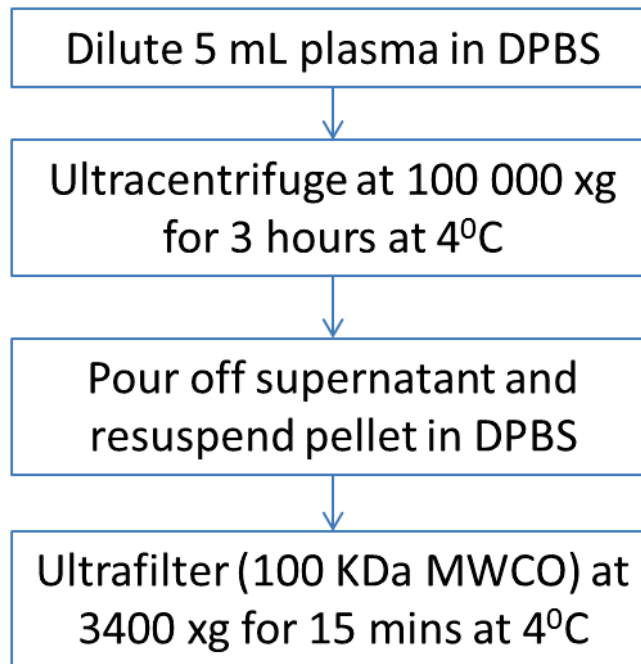 Dilute 5 mL plasma in DPBS
Ultracentrifuge at 100 000 xg
for 3 hours at 4⁰C
Pour off supernatant and
resuspend pellet in DPBS
Ultrafilter (100 KDa MWCO) at
3400 xg for 15 mins at 4⁰C